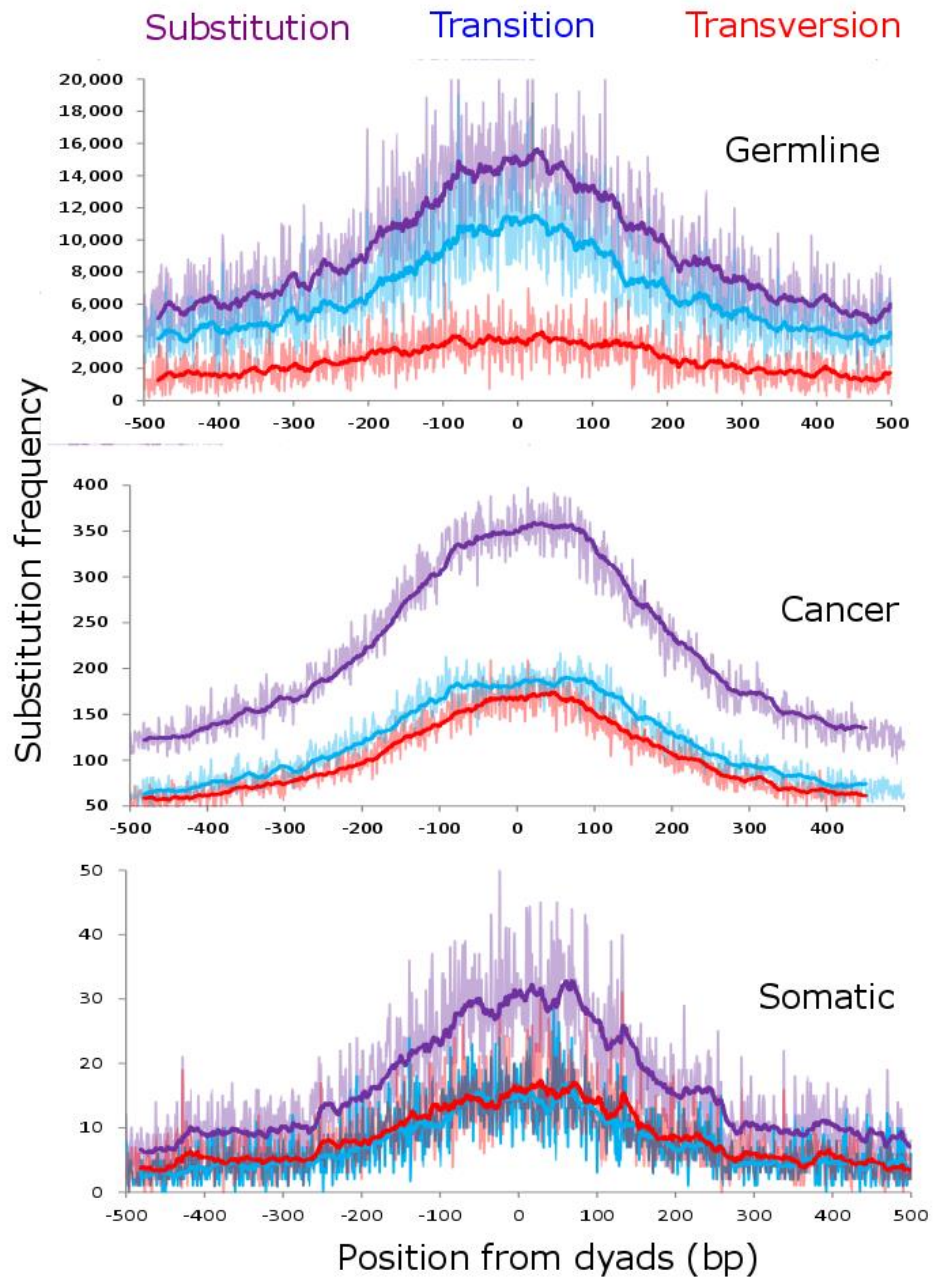 Substitution Transition Transversion
20,000
18,000
16,000
14,000
12,000
10,000
8,000
6,000
4,000
2,000
0
Germline
-500 -400 -300 -200 -100 0 100 200 300 400 500
Substitution frequency
400
350
300
250
200
150
100
50
Cancer
-500 -400 -300 -200 -100 0 100 200 300 400
50
40
30
20
10
0
Somatic
-500 -400 -300 -200 -100 0 100 200 300 400 500
Position from dyads (bp)